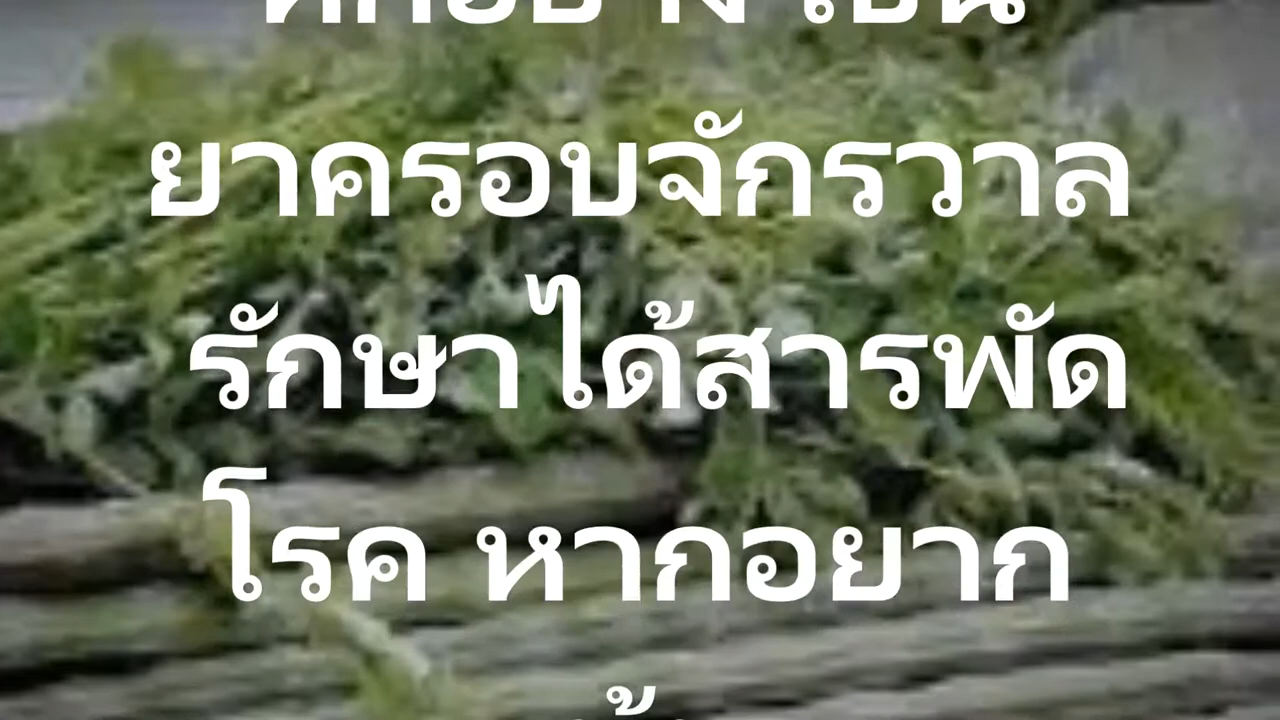 ยาครอบจักรวาล
รักษาได้สารพัด
โรค หากอยาก